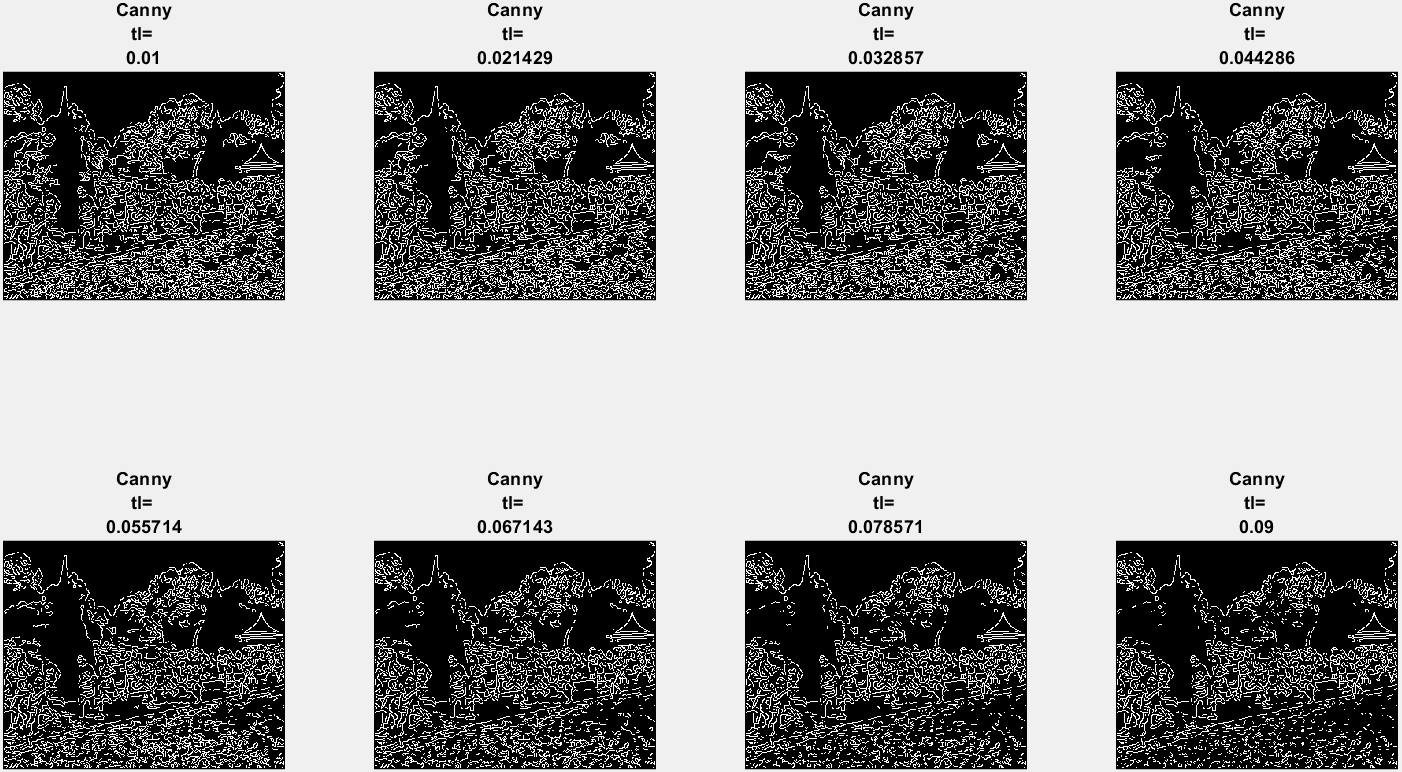 Canny
tl=
0.01
Canny
tl=
0.021429
Canny
tl=
0.032857
Canny
tl=
0.044286
Canny
tl=
0.055714
Canny
tl=
0.067143
Canny
tl=
0.078571
Canny
tl=
0.09